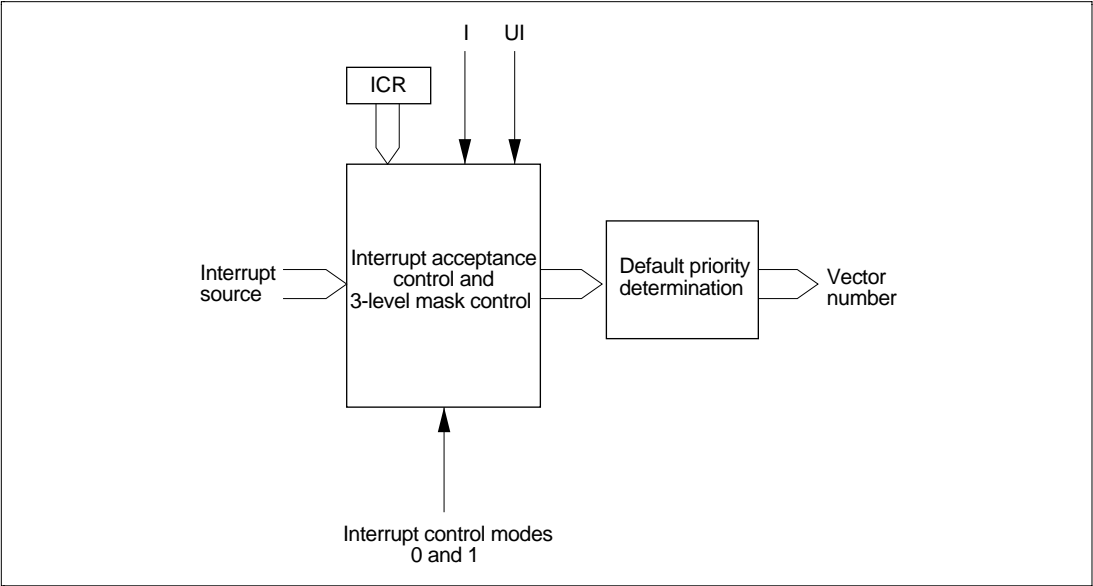 I UI
ICR
Interrupt acceptance
control and
3-level mask control
Interrupt
source
Default priority
determination
Vector
number
Interrupt control modes
0 and 1